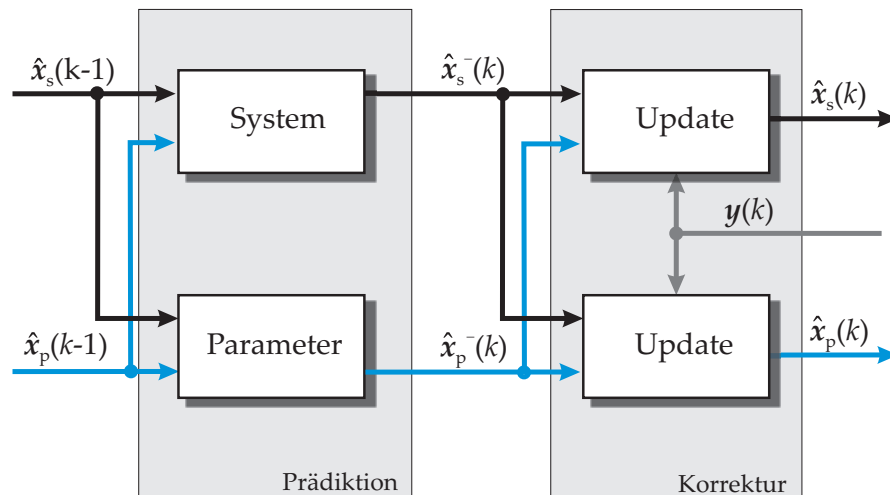 x̂s(k-1)
x̂s⁻(k)
x̂s(k)
System
Update
y(k)
x̂p(k-1)
Parameter
x̂p⁻(k)
Update
x̂p(k)
Prädiktion
Korrektur